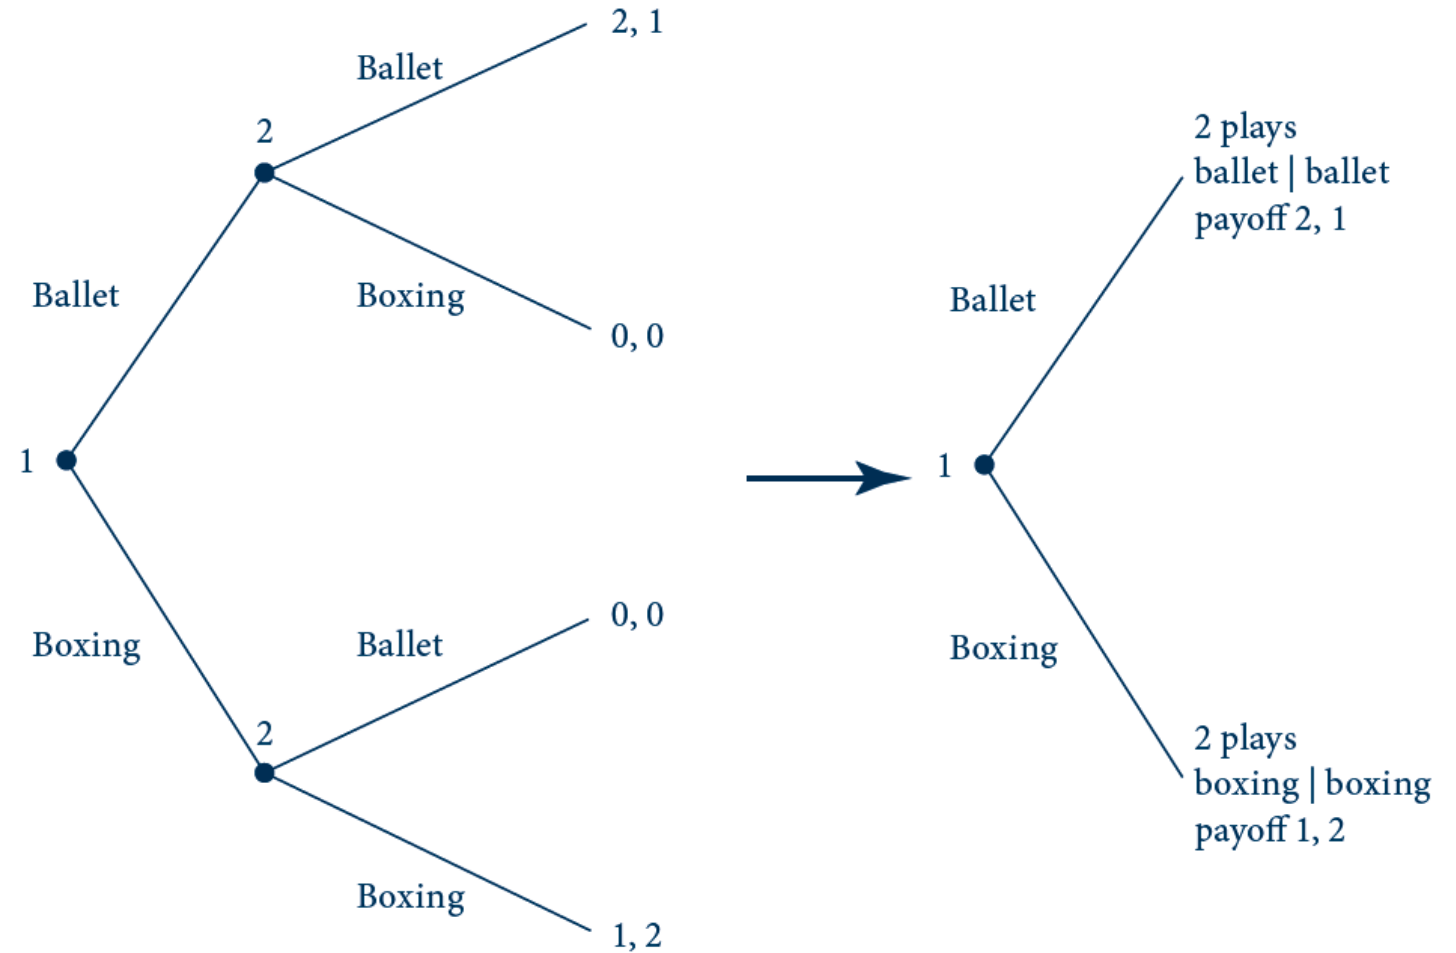 2, 1
Ballet
2
Ballet
Boxing
0, 0
1
Boxing
2
Ballet
0, 0
Boxing
1, 2
1
Ballet
2 plays
ballet | ballet
payoff 2, 1
Boxing
2 plays
boxing | boxing
payoff 1, 2